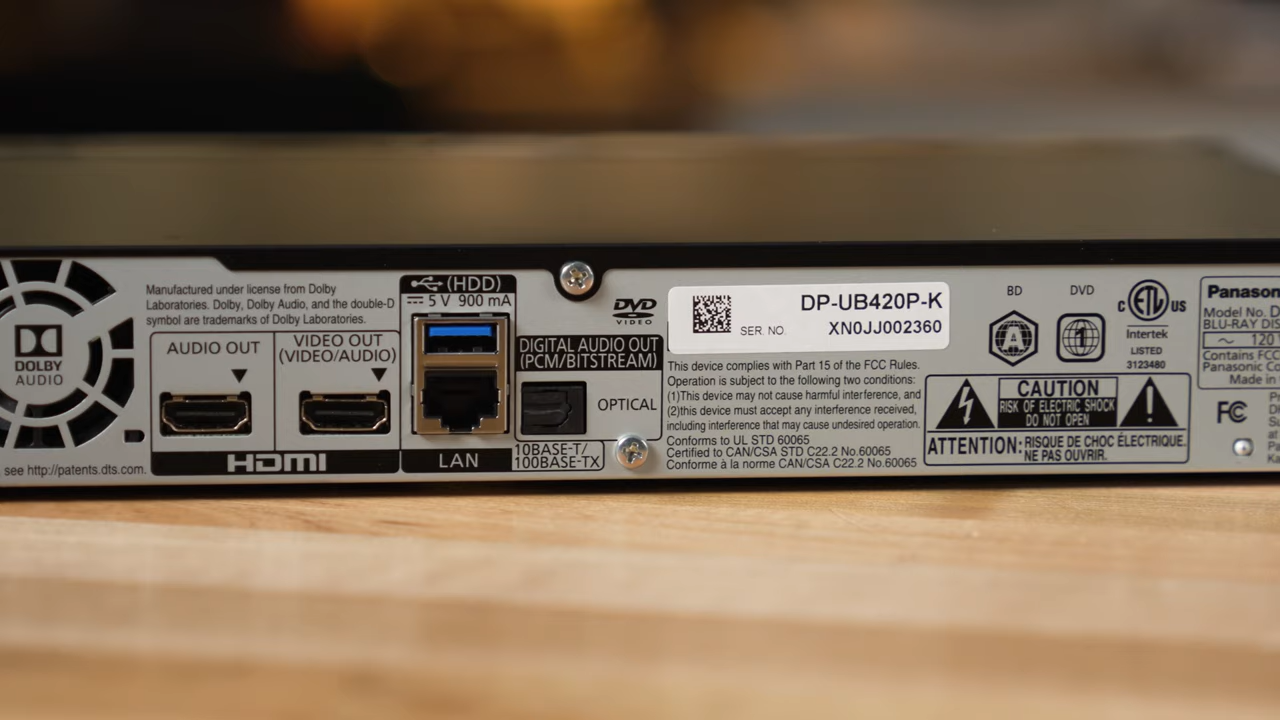 DOLBY
AUDIO
see http://patents.dts.com.
Manufactured under license from Dolby
Laboratories. Dolby, Dolby Audio, and the double-D
symbol are trademarks of Dolby Laboratories.
AUDIO OUT
VIDEO OUT
(VIDEO/AUDIO)
HDMI
(HDD)
5 V 900 mA
LAN
DVD
VIDEO
DIGITAL AUDIO OUT
(PCM/BITSTREAM)
OPTICAL
10BASE-T/
100BASE-TX
DP-UB420P-K
SER. NO. XN0JJ002360
This device complies with Part 15 of the FCC Rules.
Operation is subject to the following two conditions:
(1)This device may not cause harmful interference, and
(2)this device must accept any interference received,
including interference that may cause undesired operation.
Conforms to UL STD 60065
Certified to CAN/CSA STD C22.2 No.60065
Conforme à la norme CAN/CSA C22.2 No.60065
BD
A
DVD
1
C ETL US
Intertek
LISTED
3123480
CAUTION
RISK OF ELECTRIC SHOCK
DO NOT OPEN
ATTENTION: RISQUE DE CHOC ÉLECTRIQUE.
NE PAS OUVRIR.
Panason
Model No. D
BLU-RAY DIS
120 V
Contains FCC
Panasonic Co
Made in
FC